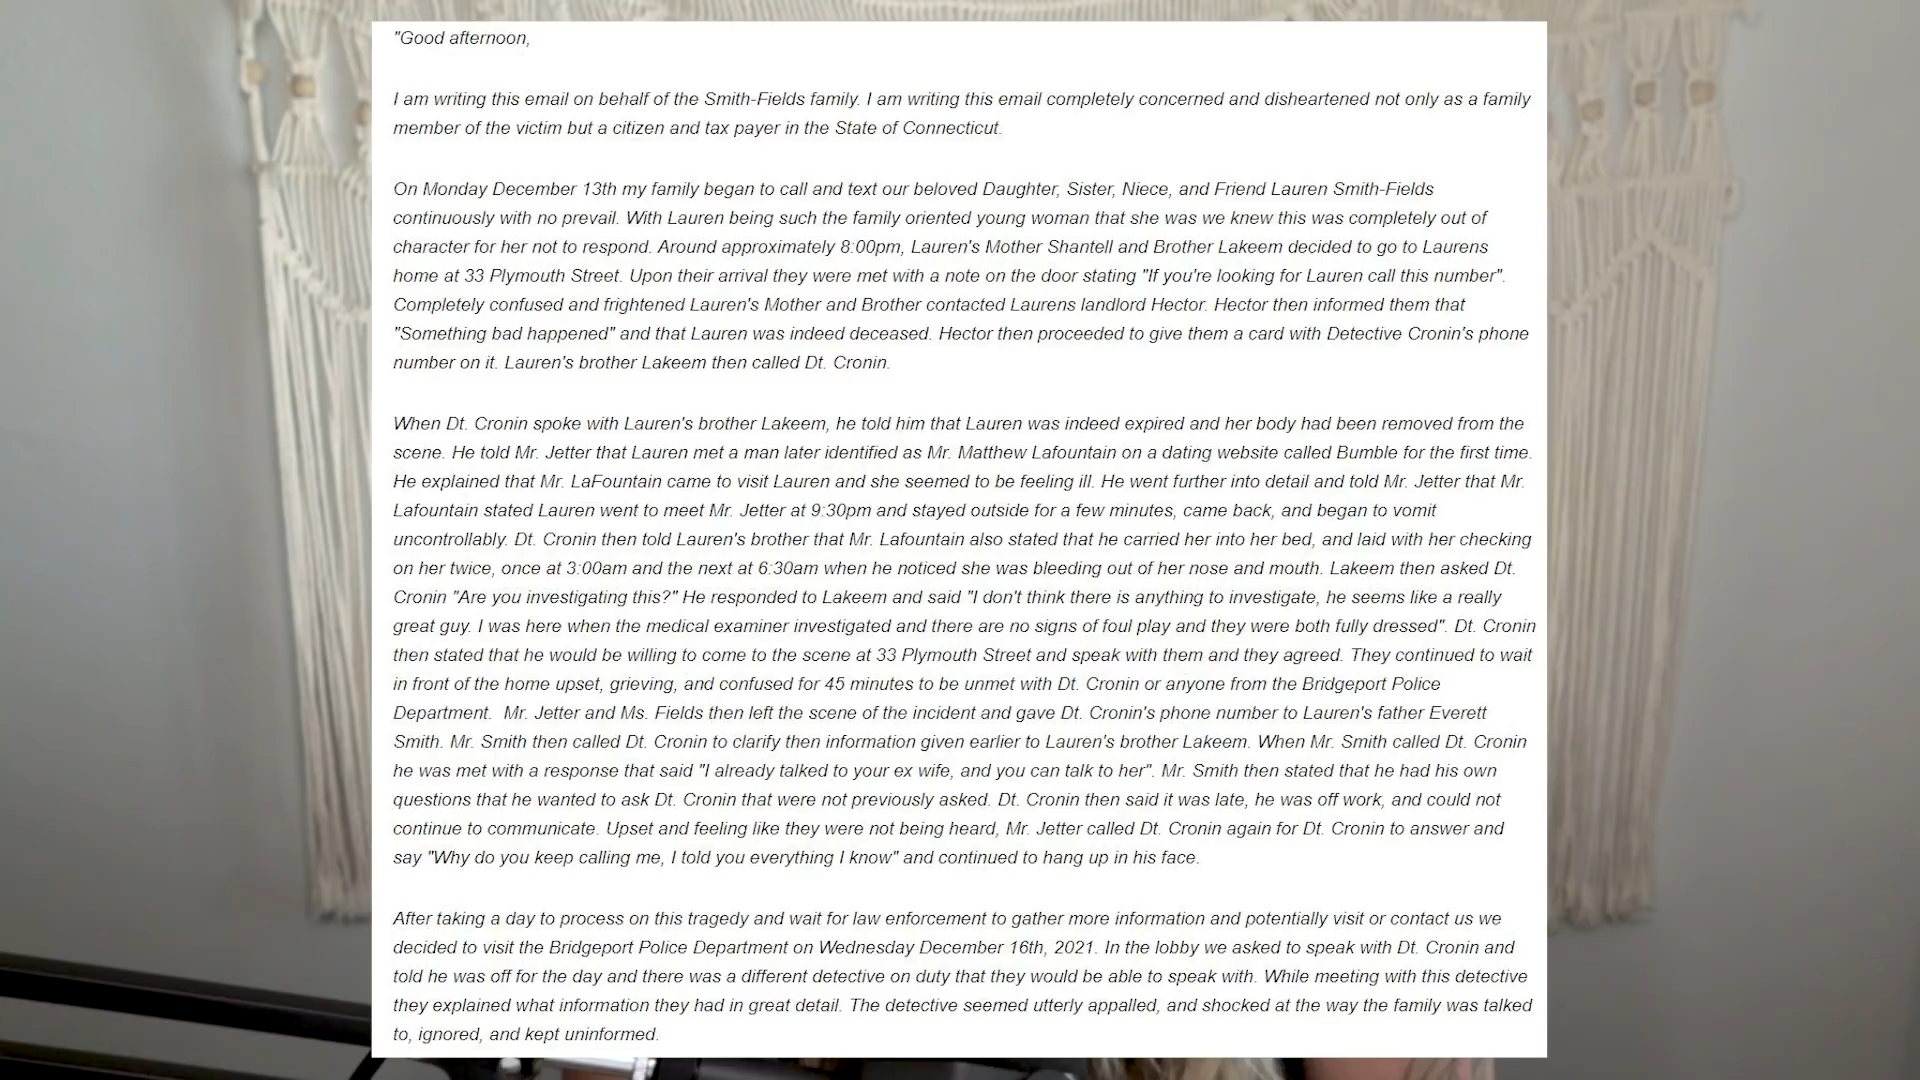 "Good afternoon,
I am writing this email on behalf of the Smith-Fields family. I am writing this email completely concerned and disheartened not only as a family
member of the victim but a citizen and tax payer in the State of Connecticut.
On Monday December 13th my family began to call and text our beloved Daughter, Sister, Niece, and Friend Lauren Smith-Fields
continuously with no prevail. With Lauren being such the family oriented young woman that she was we knew this was completely out of
character for her not to respond. Around approximately 8:00pm, Lauren's Mother Shantell and Brother Lakeem decided to go to Laurens
home at 33 Plymouth Street. Upon their arrival they were met with a note on the door stating "If you're looking for Lauren call this number".
Completely confused and frightened Lauren's Mother and Brother contacted Laurens landlord Hector. Hector then informed them that
"Something bad happened" and that Lauren was indeed deceased. Hector then proceeded to give them a card with Detective Cronin's phone
number on it. Lauren's brother Lakeem then called Dt. Cronin.
When Dt. Cronin spoke with Lauren's brother Lakeem, he told him that Lauren was indeed expired and her body had been removed from the
scene. He told Mr. Jetter that Lauren met a man later identified as Mr. Matthew Lafountain on a dating website called Bumble for the first time.
He explained that Mr. LaFountain came to visit Lauren and she seemed to be feeling ill. He went further into detail and told Mr. Jetter that Mr.
Lafountain stated Lauren went to meet Mr. Jetter at 9:30pm and stayed outside for a few minutes, came back, and began to vomit
uncontrollably. Dt. Cronin then told Lauren's brother that Mr. Lafountain also stated that he carried her into her bed, and laid with her checking
on her twice, once at 3:00am and the next at 6:30am when he noticed she was bleeding out of her nose and mouth. Lakeem then asked Dt.
Cronin "Are you investigating this?" He responded to Lakeem and said "I don't think there is anything to investigate, he seems like a really
great guy. I was here when the medical examiner investigated and there are no signs of foul play and they were both fully dressed". Dt. Cronin
then stated that he would be willing to come to the scene at 33 Plymouth Street and speak with them and they agreed. They continued to wait
in front of the home upset, grieving, and confused for 45 minutes to be unmet with Dt. Cronin or anyone from the Bridgeport Police
Department.  Mr. Jetter and Ms. Fields then left the scene of the incident and gave Dt. Cronin's phone number to Lauren's father Everett
Smith. Mr. Smith then called Dt. Cronin to clarify then information given earlier to Lauren's brother Lakeem. When Mr. Smith called Dt. Cronin
he was met with a response that said "I already talked to your ex wife, and you can talk to her". Mr. Smith then stated that he had his own
questions that he wanted to ask Dt. Cronin that were not previously asked. Dt. Cronin then said it was late, he was off work, and could not
continue to communicate. Upset and feeling like they were not being heard, Mr. Jetter called Dt. Cronin again for Dt. Cronin to answer and
say "Why do you keep calling me, I told you everything I know" and continued to hang up in his face.
After taking a day to process on this tragedy and wait for law enforcement to gather more information and potentially visit or contact us we
decided to visit the Bridgeport Police Department on Wednesday December 16th, 2021. In the lobby we asked to speak with Dt. Cronin and
told he was off for the day and there was a different detective on duty that they would be able to speak with. While meeting with this detective
they explained what information they had in great detail. The detective seemed utterly appalled, and shocked at the way the family was talked
to, ignored, and kept uninformed.